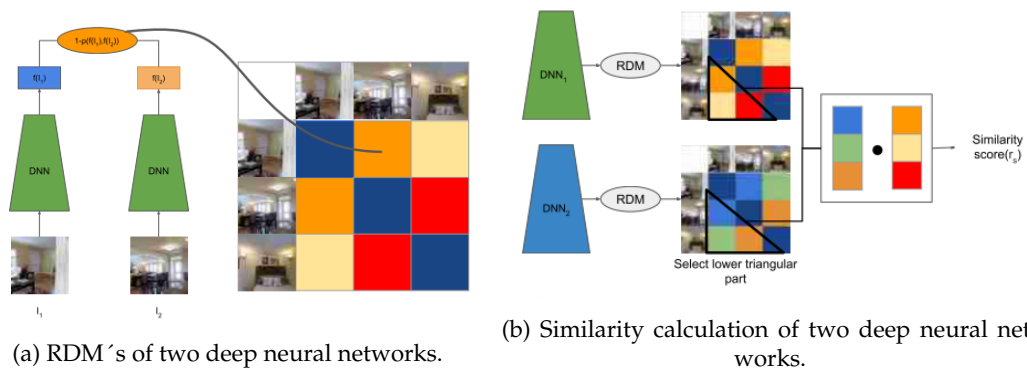 1-ρ(f(I₁),f(I₂))
f(I₁)
f(I₂)
DNN
DNN
I₁
I₂
(a) RDM´s of two deep neural networks.
DNN₁
RDM
DNN₂
RDM
Select lower triangular
part
Similarity
score(rₛ)
(b) Similarity calculation of two deep neural net
works.